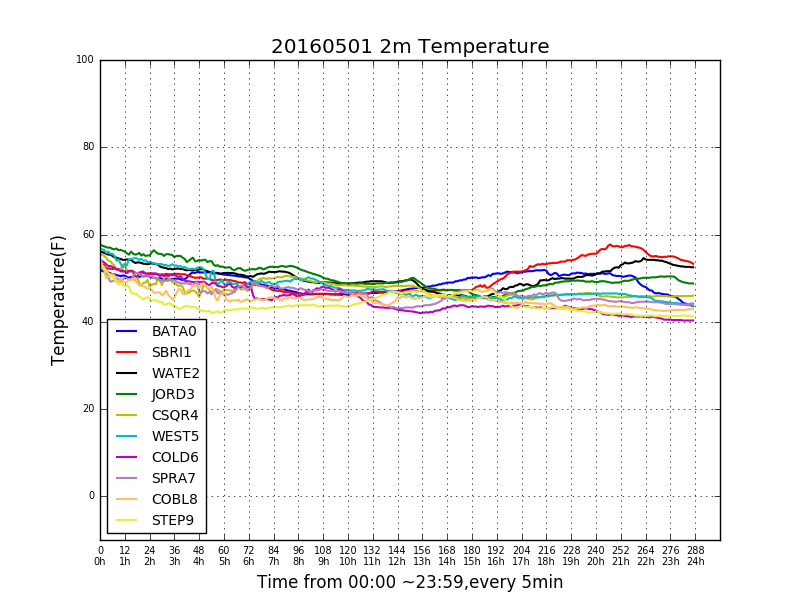 20160501 2m Temperature
100
80
60
40
20
0
Temperature(F)
BATA0
SBRI1
WATE2
JORD3
CSQR4
WEST5
COLD6
SPRA7
COBL8
STEP9
0 12 24 36 48 60 72 84 96 108 120 132 144 156 168 180 192 204 216 228 240 252 264 276 288
0h 1h 2h 3h 4h 5h 6h 7h 8h 9h 10h 11h 12h 13h 14h 15h 16h 17h 18h 19h 20h 21h 22h 23h 24h
Time from 00:00 ~23:59,every 5min